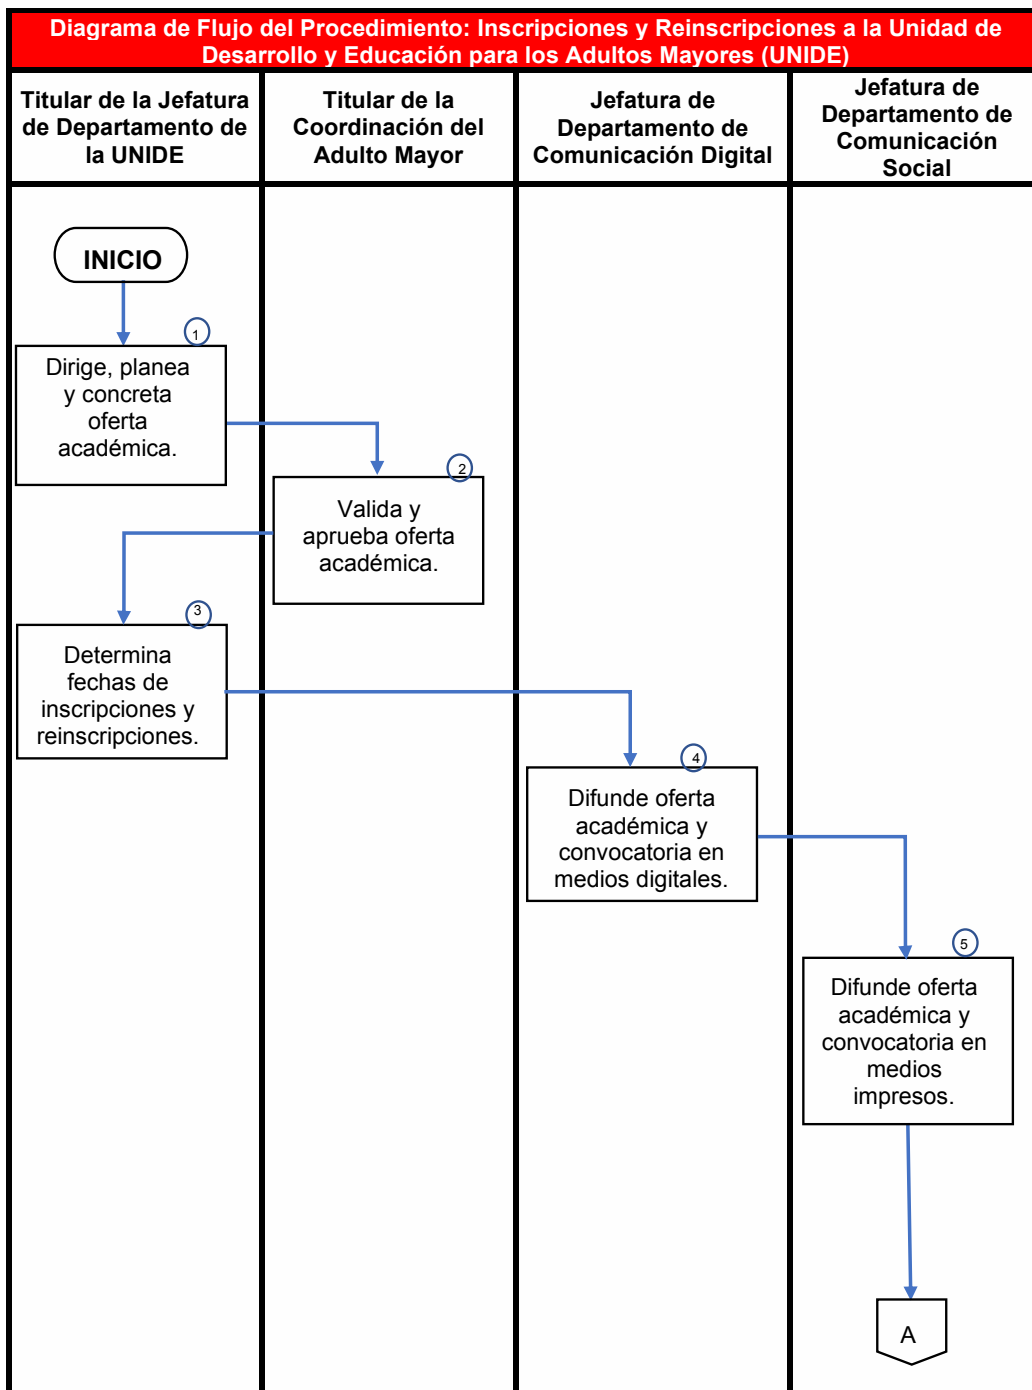 Diagrama de Flujo del Procedimiento: Inscripciones y Reinscripciones a la Unidad de
Desarrollo y Educación para los Adultos Mayores (UNIDE)
Titular de la Jefatura
de Departamento de
la UNIDE
Titular de la
Coordinación del
Adulto Mayor
Jefatura de
Departamento de
Comunicación Digital
Jefatura de
Departamento de
Comunicación
Social
INICIO
1
Dirige, planea
y concreta
oferta
académica.
2
Valida y
aprueba oferta
académica.
3
Determina
fechas de
inscripciones y
reinscripciones.
4
Difunde oferta
académica y
convocatoria en
medios digitales.
5
Difunde oferta
académica y
convocatoria en
medios
impresos.
A